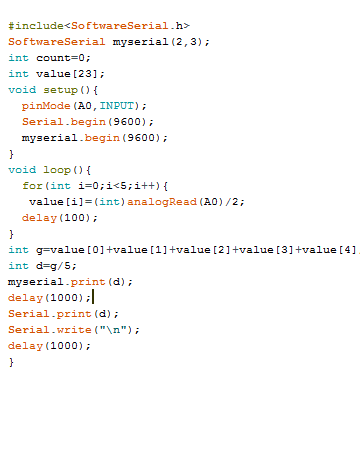 #include<SoftwareSerial.h>
SoftwareSerial myserial(2,3);
int count=0;
int value[23];
void setup(){
  pinMode(A0,INPUT);
  Serial.begin(9600);
  myserial.begin(9600);
}
void loop(){
  for(int i=0;i<5;i++){
   value[i]=(int)analogRead(A0)/2;
  delay(100);
}
int g=value[0]+value[1]+value[2]+value[3]+value[4]
int d=g/5;
myserial.print(d);
delay(1000);
Serial.print(d);
Serial.write("\n");
delay(1000);
}